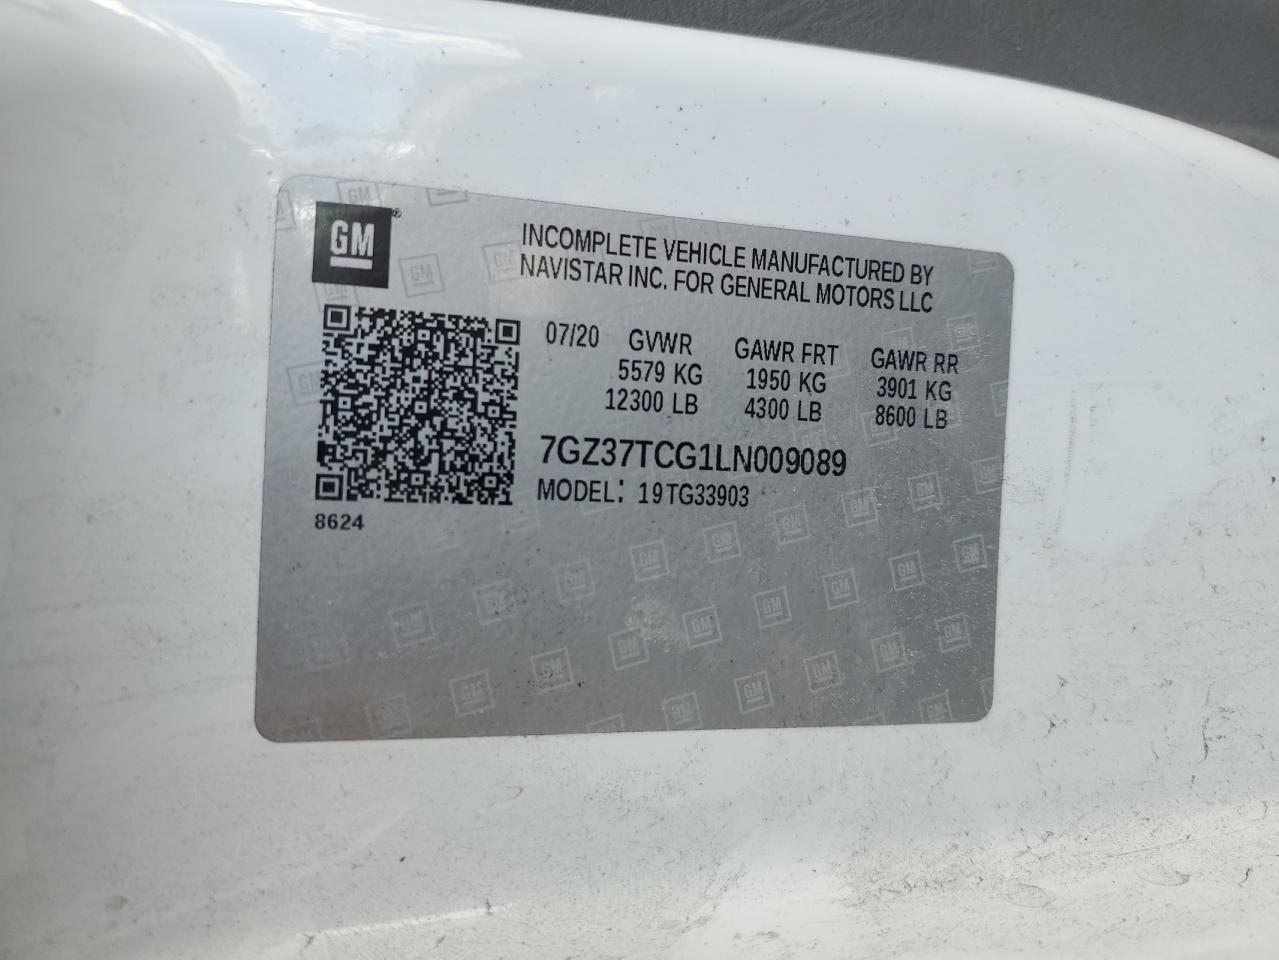 GM
INCOMPLETE VEHICLE MANUFACTURED BY
NAVISTAR INC. FOR GENERAL MOTORS LLC
07/20 GVWR GAWR FRT GAWR RR
5579 KG 1950 KG 3901 KG
12300 LB 4300 LB 8600 LB
7GZ37TCG1LN009089
MODEL: 19TG33903
8624